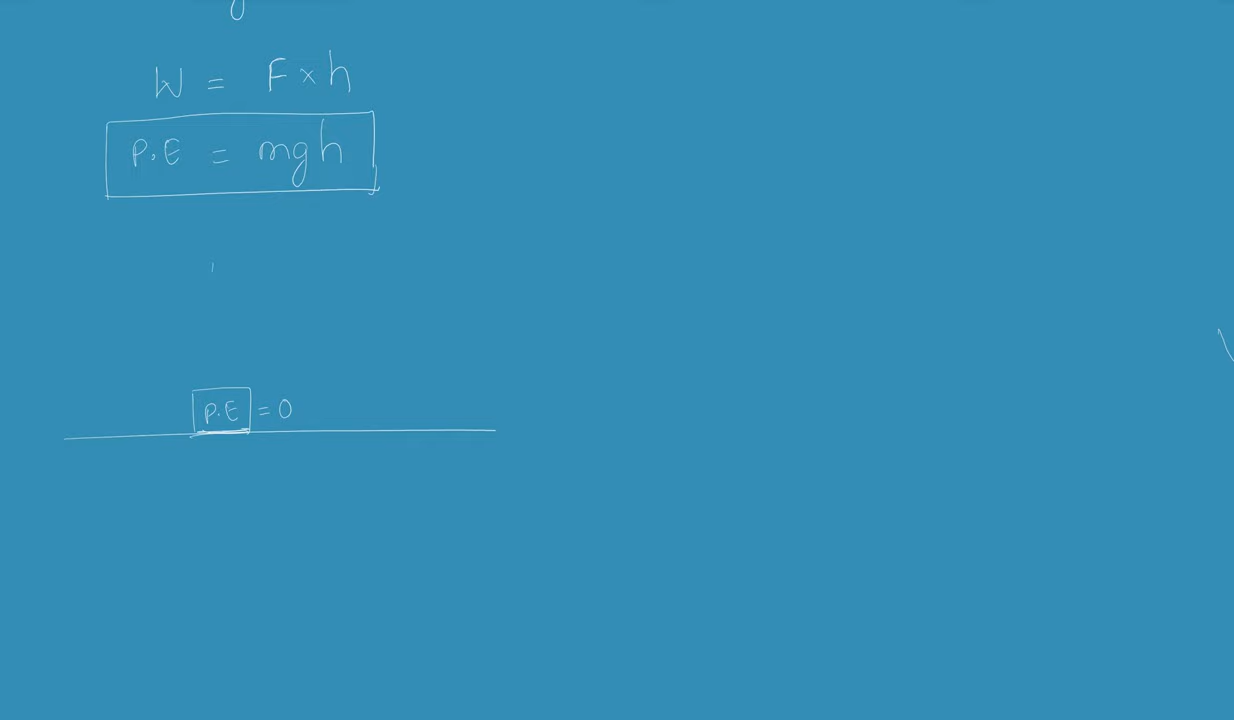 W = F × h
P.E = mgh
P.E = 0